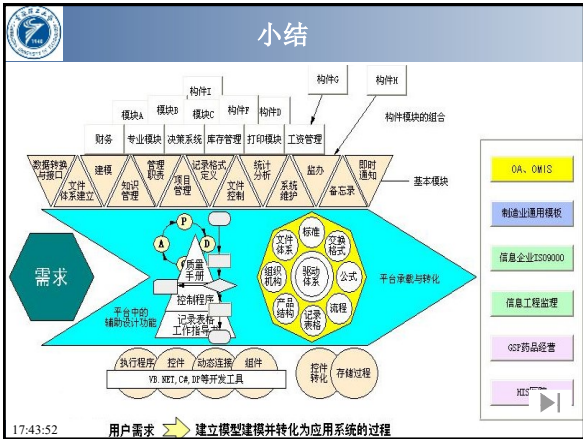 小结
构件G
构件H
构件I
模块A
模块B
模块C
构件F
构件D
构件模块的组合
财务
专业模块
决策系统
库存管理
打印模块
工资管理
数据转换
与接口
文件
体系建立
建模
知识
管理
管理
职责
项目
管理
记录格式
定义
文件
控制
统计
分析
系统
维护
监办
备忘录
即时
通知
基本模块
OA、OMIS
制造业通用模板
信息企业ISO9000
信息工程监理
GSP药品经营
需求
P
A
D
质量
手册
控制程序
记录表格
工作指导
平台中的
辅助设计功能
标准
文件
体系
交换
格式
组织
机构
驱动
体系
公式
产品
结构
记录
表格
流程
平台承载与转化
执行程序
控件
动态连接
组件
VB.NET,C#,DP等开发工具
控件
转化
存储过程
17:43:52
用户需求
建立模型建模并转化为应用系统的过程